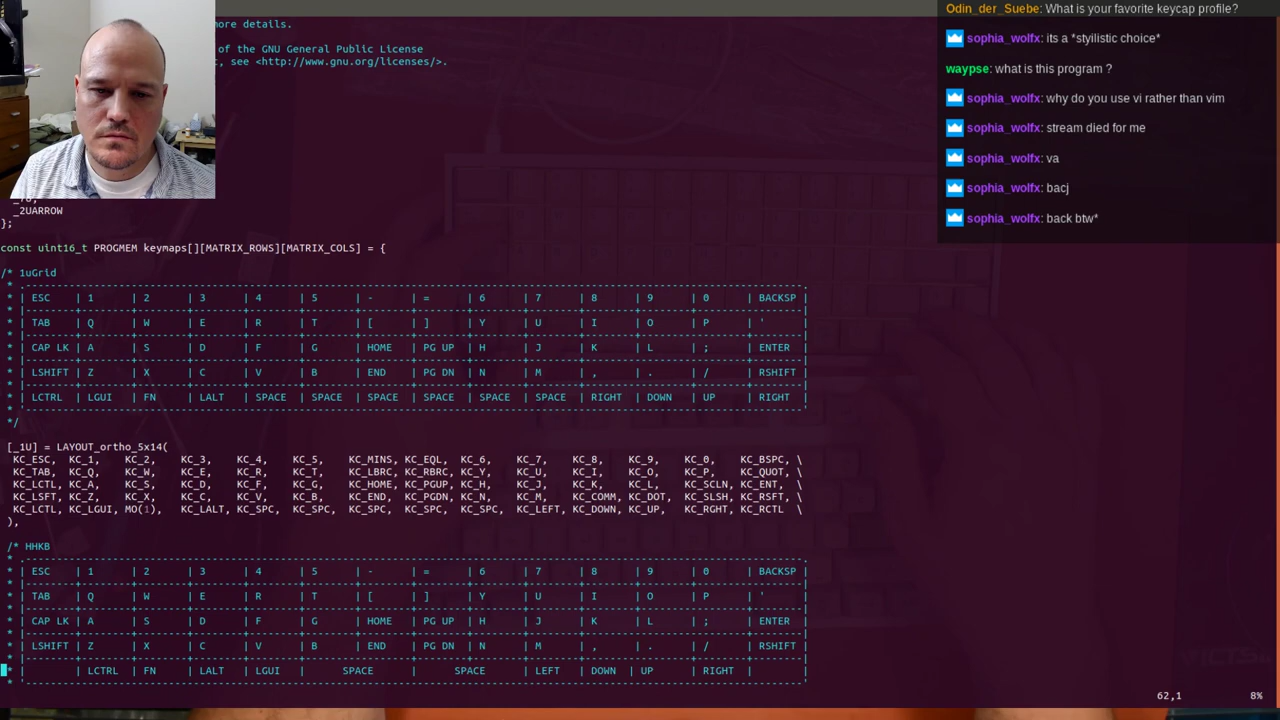 more details.
of the GNU General Public License
, see <http://www.gnu.org/licenses/>.
_2UARROW
};
const uint16_t PROGMEM keymaps[][MATRIX_ROWS][MATRIX_COLS] = {
/* 1uGrid
* .-----------------------------------------------------------------------------------------------------------------------------.
* | ESC | 1 | 2 | 3 | 4 | 5 | - | = | 6 | 7 | 8 | 9 | 0 | BACKSP |
* |--------+--------+--------+--------+--------+--------+--------+--------+--------+--------+--------+--------+--------+--------|
* | TAB | Q | W | E | R | T | [ | ] | Y | U | I | O | P | ' |
* |--------+--------+--------+--------+--------+--------+--------+--------+--------+--------+--------+--------+--------+--------|
* | CAP LK | A | S | D | F | G | HOME | PG UP | H | J | K | L | ; | ENTER |
* |--------+--------+--------+--------+--------+--------+--------+--------+--------+--------+--------+--------+--------+--------|
* | LSHIFT | Z | X | C | V | B | END | PG DN | N | M | , | . | / | RSHIFT |
* |--------+--------+--------+--------+--------+--------+--------+--------+--------+--------+--------+--------+--------+--------|
* | LCTRL | LGUI | FN | LALT | SPACE | SPACE | SPACE | SPACE | SPACE | SPACE | RIGHT | DOWN | UP | RIGHT |
* '-----------------------------------------------------------------------------------------------------------------------------'
*/
[_1U] = LAYOUT_ortho_5x14(
KC_ESC, KC_1, KC_2, KC_3, KC_4, KC_5, KC_MINS, KC_EQL, KC_6, KC_7, KC_8, KC_9, KC_0, KC_BSPC, \
KC_TAB, KC_Q, KC_W, KC_E, KC_R, KC_T, KC_LBRC, KC_RBRC, KC_Y, KC_U, KC_I, KC_O, KC_P, KC_QUOT, \
KC_LCTL, KC_A, KC_S, KC_D, KC_F, KC_G, KC_HOME, KC_PGUP, KC_H, KC_J, KC_K, KC_L, KC_SCLN, KC_ENT, \
KC_LSFT, KC_Z, KC_X, KC_C, KC_V, KC_B, KC_END, KC_PGDN, KC_N, KC_M, KC_COMM, KC_DOT, KC_SLSH, KC_RSFT, \
KC_LCTL, KC_LGUI, MO(1), KC_LALT, KC_SPC, KC_SPC, KC_SPC, KC_SPC, KC_SPC, KC_LEFT, KC_DOWN, KC_UP, KC_RGHT, KC_RCTL \
),
/* HHKB
* .-----------------------------------------------------------------------------------------------------------------------------.
* | ESC | 1 | 2 | 3 | 4 | 5 | - | = | 6 | 7 | 8 | 9 | 0 | BACKSP |
* |--------+--------+--------+--------+--------+--------+--------+--------+--------+--------+--------+--------+--------+--------|
* | TAB | Q | W | E | R | T | [ | ] | Y | U | I | O | P | ' |
* |--------+--------+--------+--------+--------+--------+--------+--------+--------+--------+--------+--------+--------+--------|
* | CAP LK | A | S | D | F | G | HOME | PG UP | H | J | K | L | ; | ENTER |
* |--------+--------+--------+--------+--------+--------+--------+--------+--------+--------+--------+--------+--------+--------|
* | LSHIFT | Z | X | C | V | B | END | PG DN | N | M | , | . | / | RSHIFT |
* |--------+--------+--------+--------+--------+-----------------+-----------------+--------+--------+--------+--------+--------|
* | | LCTRL | FN | LALT | LGUI | SPACE | SPACE | LEFT | DOWN | UP | RIGHT | |
* '-----------------------------------------------------------------------------------------------------------------------------'
62,1 8%
Odin_der_Suebe: What is your favorite keycap profile?
sophia_wolfx: its a *styilistic choice*
waypse: what is this program ?
sophia_wolfx: why do you use vi rather than vim
sophia_wolfx: stream died for me
sophia_wolfx: va
sophia_wolfx: bacj
sophia_wolfx: back btw*